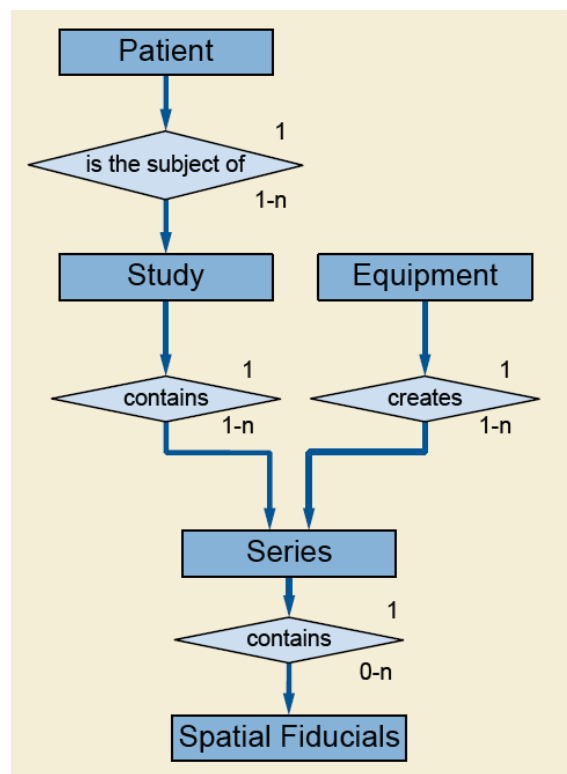 Patient
1
is the subject of
1-n
Study
Equipment
1
contains
1-n
1
creates
1-n
Series
1
contains
0-n
Spatial Fiducials